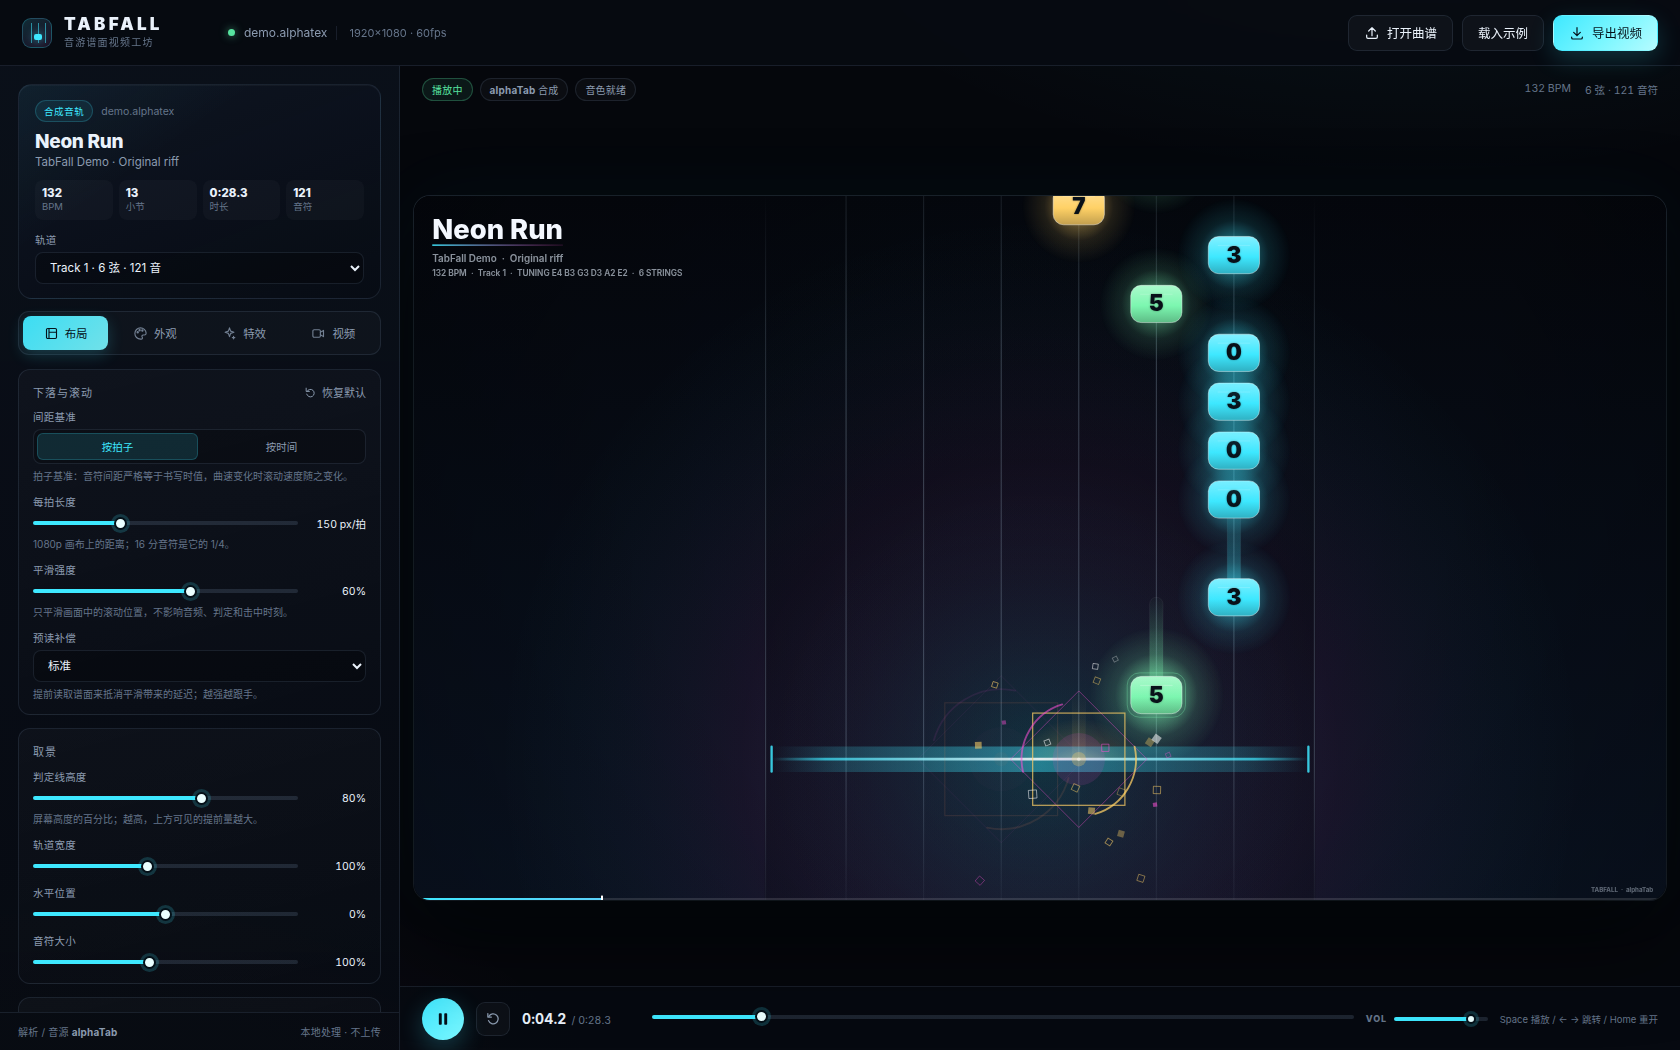 TABFALL
音游谱面视频工坊
demo.alphatex
1920×1080 · 60fps
打开曲谱
载入示例
导出视频
合成音轨
demo.alphatex
Neon Run
TabFall Demo · Original riff
132
BPM
13
小节
0:28.3
时长
121
音符
轨道
Track 1 · 6 弦 · 121 音
布局
外观
特效
视频
下落与滚动
恢复默认
间距基准
按拍子
按时间
拍子基准：音符间距严格等于书写时值，曲速变化时滚动速度随之变化。
每拍长度
150 px/拍
1080p 画布上的距离；16 分音符是它的 1/4。
平滑强度
60%
只平滑画面中的滚动位置，不影响音频、判定和击中时刻。
预读补偿
标准
提前读取谱面来抵消平滑带来的延迟；越强越跟手。
取景
判定线高度
80%
屏幕高度的百分比；越高，上方可见的提前量越大。
轨道宽度
100%
水平位置
0%
音符大小
100%
解析 / 音源 alphaTab
本地处理 · 不上传
播放中
alphaTab 合成
音色就绪
132 BPM
6 弦 · 121 音符
Neon Run
TabFall Demo · Original riff
132 BPM · Track 1 · TUNING E4 B3 G3 D3 A2 E2 · 6 STRINGS
7
3
5
0
3
0
0
3
5
TABFALL · alphaTab
0:04.2 / 0:28.3
VOL
Space 播放 / ← → 跳转 / Home 重开